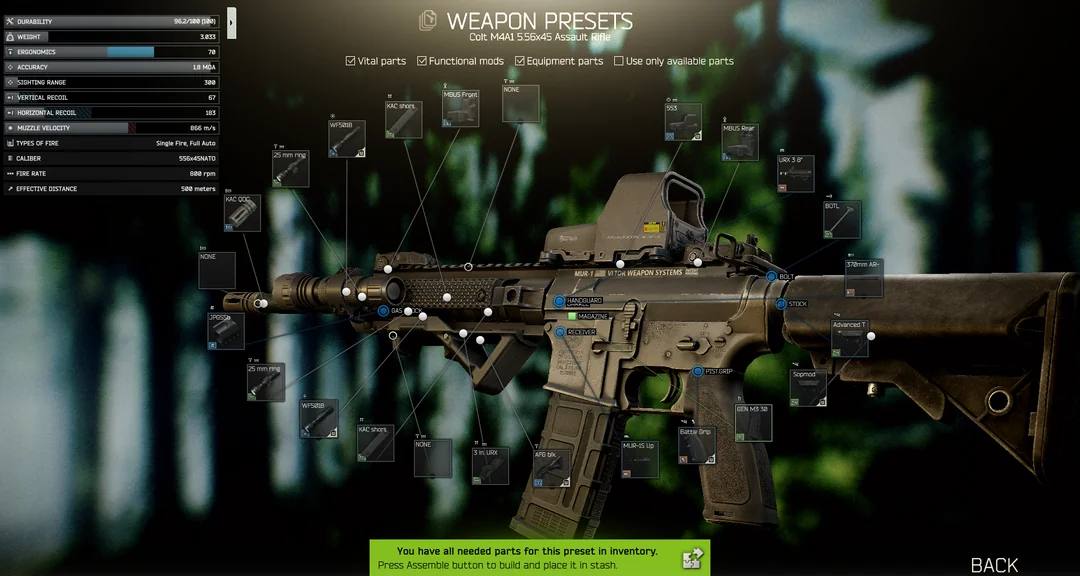 WEAPON PRESETS
Colt M4A1 5.56x45 Assault Rifle
Vital parts Functional mods Equipment parts Use only available parts
DURABILITY 96.2/100 (100)
WEIGHT 3.033
ERGONOMICS 70
ACCURACY 1.8 MOA
SIGHTING RANGE 300
VERTICAL RECOIL 67
HORIZONTAL RECOIL 183
MUZZLE VELOCITY 866 m/s
TYPES OF FIRE Single Fire, Full Auto
CALIBER 556x45NATO
FIRE RATE 800 rpm
EFFECTIVE DISTANCE 500 meters
MBUS Front
NONE
KAC short
553
WF501B
MBUS Rear
25 mm ring
URX 3 8"
KAC QDC
BOTL
NONE
370mm AR-
MUR-1 VLTOR WEAPON SYSTEMS
BOLT
HANDGUARD
STOCK
GAS
MAGAZINE
JPGS5b
RECEIVER
Advanced T
25 mm ring
PIST.GRIP
Sopmod
WF501B
GEN M3 30
KAC short
Battle Grip
NONE
3 in. URX
AFG blk.
MUR-1S Up
You have all needed parts for this preset in inventory.
Press Assemble button to build and place it in stash.
BACK